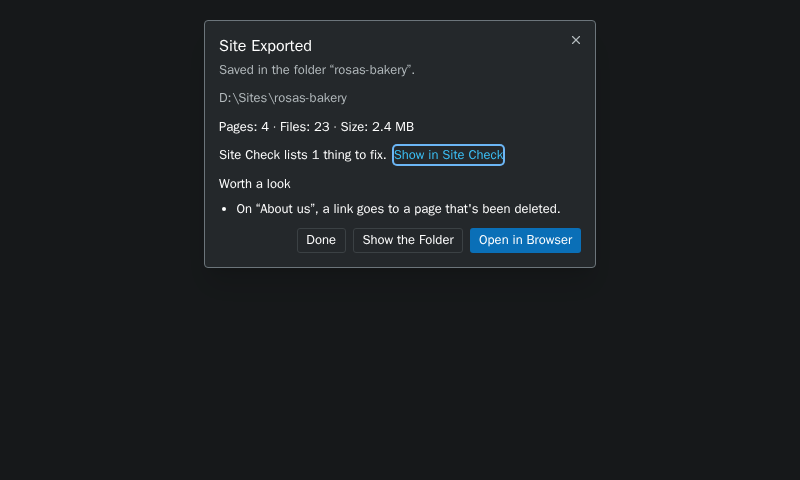 Site Exported
Saved in the folder “rosas-bakery”.
D:\Sites\rosas-bakery
Pages: 4 · Files: 23 · Size: 2.4 MB
Site Check lists 1 thing to fix. Show in Site Check
Worth a look
• On “About us”, a link goes to a page that's been deleted.
Done Show the Folder Open in Browser